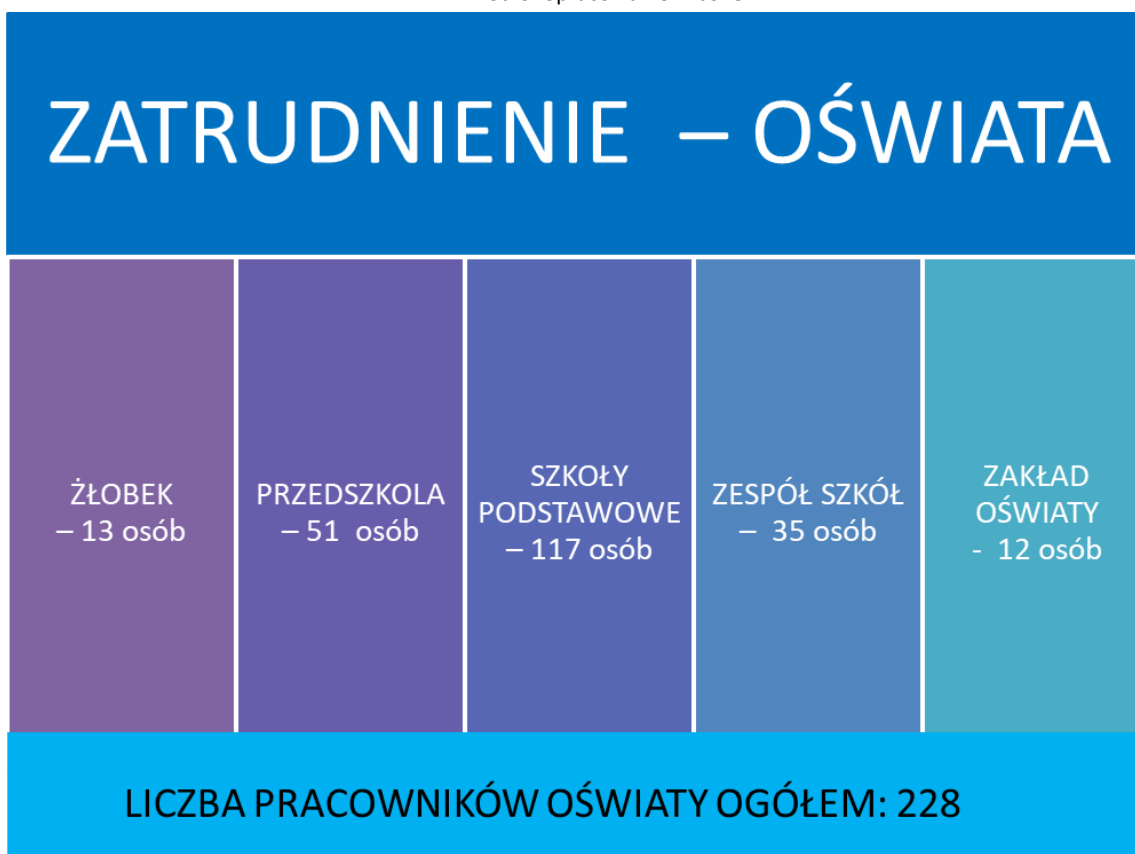 ZATRUDNIENIE – OŚWIATA
ŻŁOBEK
– 13 osób
PRZEDSZKOLA
– 51 osób
SZKOŁY
PODSTAWOWE
– 117 osób
ZESPÓŁ SZKÓŁ
– 35 osób
ZAKŁAD
OŚWIATY
- 12 osób
LICZBA PRACOWNIKÓW OŚWIATY OGÓŁEM: 228